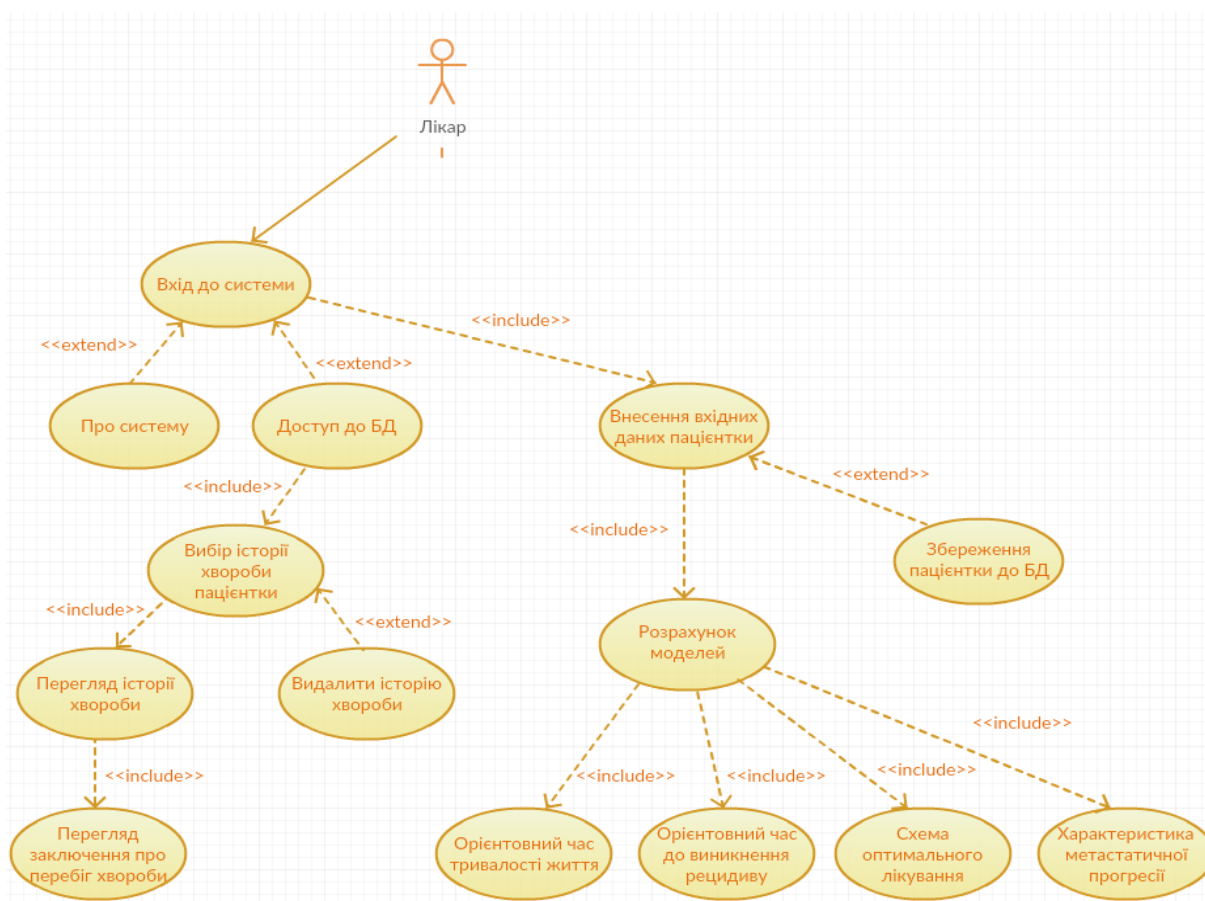 Лікар
Вхід до системи
<<include>>
<<extend>>
<<extend>>
Про систему
Доступ до БД
Внесення вхідних
даних пацієнтки
<<include>>
<<extend>>
<<include>>
Вибір історії
хвороби
пацієнтки
Збереження
пацієнтки до БД
<<include>>
<<extend>>
Розрахунок
моделей
Перегляд історії
хвороби
Видалити історію
хвороби
<<include>>
<<include>>
<<include>>
<<include>>
<<include>>
Перегляд
заключення про
перебіг хвороби
Орієнтовний час
тривалості життя
Орієнтовний час
до виникнення
рецидиву
Схема
оптимального
лікування
Характеристика
метастатичної
прогресії